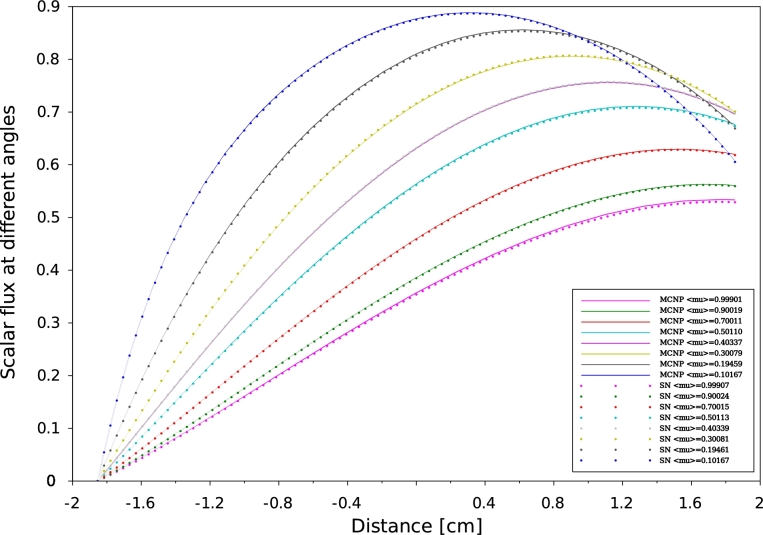 Scalar flux at different angles
0.9
0.8
0.7
0.6
0.5
0.4
0.3
0.2
0.1
0
-2
-1.6
-1.2
-0.8
-0.4
0.4
0.8
1.2
1.6
2
Distance [cm]
MCNP <mu>=0.99901
MCNP <mu>=0.90019
MCNP <mu>=0.70011
MCNP <mu>=0.50110
MCNP <mu>=0.40337
MCNP <mu>=0.30079
MCNP <mu>=0.19459
MCNP <mu>=0.10167
SN <mu>=0.99907
SN <mu>=0.90024
SN <mu>=0.70015
SN <mu>=0.50113
SN <mu>=0.40339
SN <mu>=0.30081
SN <mu>=0.19461
SN <mu>=0.10167